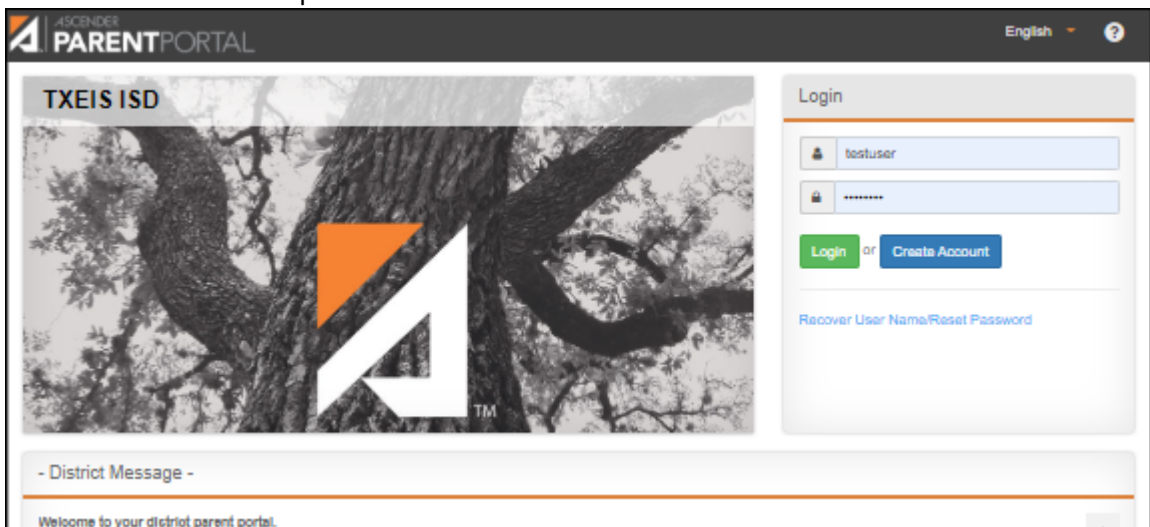 ASCENDER
PARENTPORTAL
English
TXEIS ISD
TM
Login
testuser
········
Login or Create Account
Recover User Name/Reset Password
- District Message -
Welcome to your district parent portal.